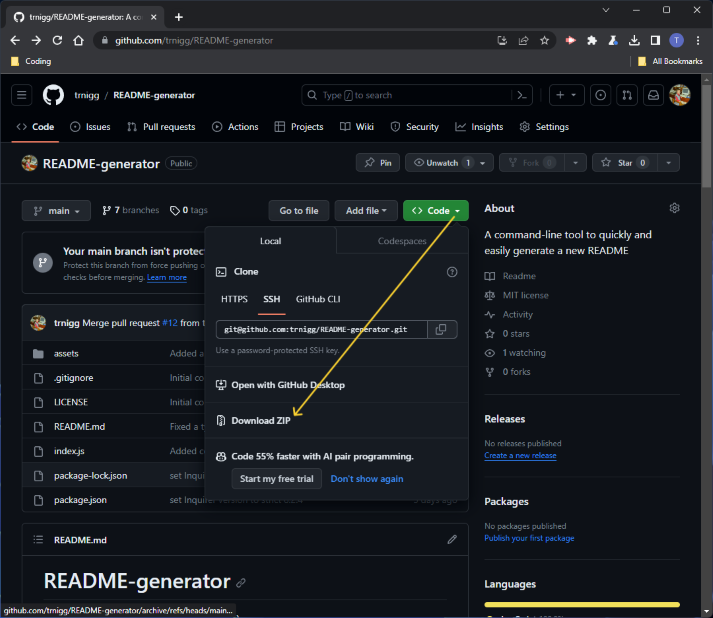 trnigg/README-generator: A co
github.com/trnigg/README-generator
T
Coding
All Bookmarks
trnigg / README-generator
Type / to search
Code
Issues
Pull requests
Actions
Projects
Wiki
Security
Insights
Settings
README-generator
Public
Pin
Unwatch 1
Fork 0
Star 0
main
7 branches
0 tags
Go to file
Add file
Code
About
A command-line tool to quickly and
easily generate a new README
Local
Codespaces
Your main branch isn't protec
Protect this branch from force pushing o
checks before merging. Learn more
Clone
HTTPS
SSH
GitHub CLI
git@github.com:trnigg/README-generator.git
Use a password-protected SSH key.
Open with GitHub Desktop
Download ZIP
Code 55% faster with AI pair programming.
Start my free trial
Don't show again
trnigg Merge pull request #12 from t
assets
Added a
.gitignore
Initial co
LICENSE
Initial co
README.md
Fixed a t
index.js
Added co
package-lock.json
set Inqui
package.json
README.md
README-generator
Readme
MIT license
Activity
0 stars
1 watching
0 forks
Releases
No releases published
Create a new release
Packages
No packages published
Publish your first package
Languages
github.com/trnigg/README-generator/archive/refs/heads/main...